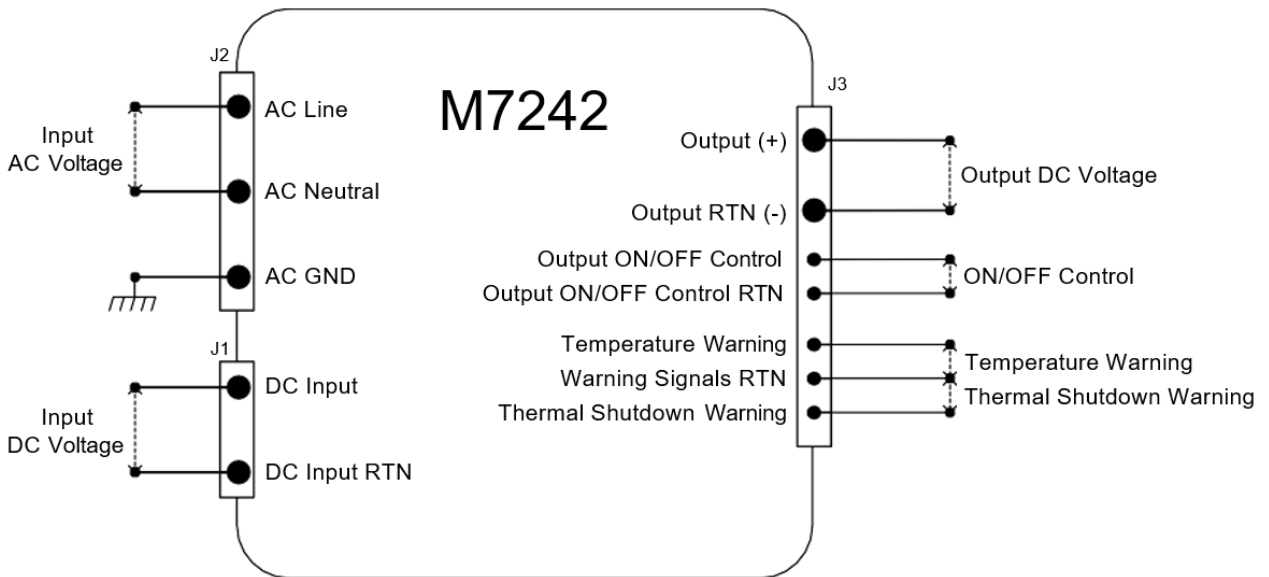 M7242
J2
AC Line
AC Neutral
AC GND
Input
AC Voltage
J1
DC Input
DC Input RTN
Input
DC Voltage
J3
Output (+)
Output RTN (-)
Output DC Voltage
Output ON/OFF Control
Output ON/OFF Control RTN
ON/OFF Control
Temperature Warning
Warning Signals RTN
Thermal Shutdown Warning
Temperature Warning
Thermal Shutdown Warning